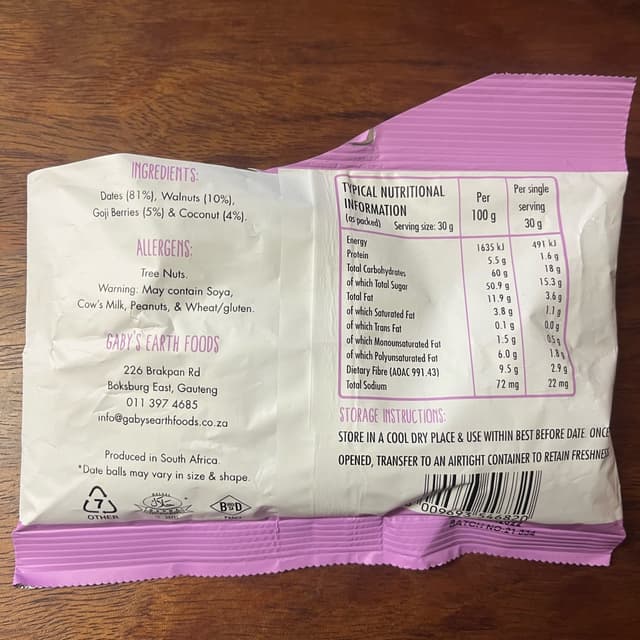 INGREDIENTS:
Dates (81%), Walnuts (10%),
Goji Berries (5%) & Coconut (4%).
ALLERGENS:
Tree Nuts.
Warning: May contain Soya,
Cow's Milk, Peanuts, & Wheat/gluten.
GABY'S EARTH FOODS
226 Brakpan Rd
Boksburg East, Gauteng
011 397 4685
info@gabysearthfoods.co.za
Produced in South Africa.
*Date balls may vary in size & shape.
7
OTHER
TYPICAL NUTRITIONAL INFORMATION
(as packed) Serving size: 30 g
Per 100 g
Per single serving 30 g
Energy 1635 kJ 491 kJ
Protein 5.5 g 1.6 g
Total Carbohydrates 60 g 18 g
of which Total Sugar 50.9 g 15.3 g
Total Fat 11.9 g 3.6 g
of which Saturated Fat 3.8 g 1.1 g
of which Trans Fat 0.1 g 0.0 g
of which Monounsaturated Fat 1.5 g 0.5 g
of which Polyunsaturated Fat 6.0 g 1.8 g
Dietary Fibre (AOAC 991.43) 9.5 g 2.9 g
Total Sodium 72 mg 22 mg
STORAGE INSTRUCTIONS:
STORE IN A COOL DRY PLACE & USE WITHIN BEST BEFORE DATE. ONCE
OPENED, TRANSFER TO AN AIRTIGHT CONTAINER TO RETAIN FRESHNESS
BATCH NO